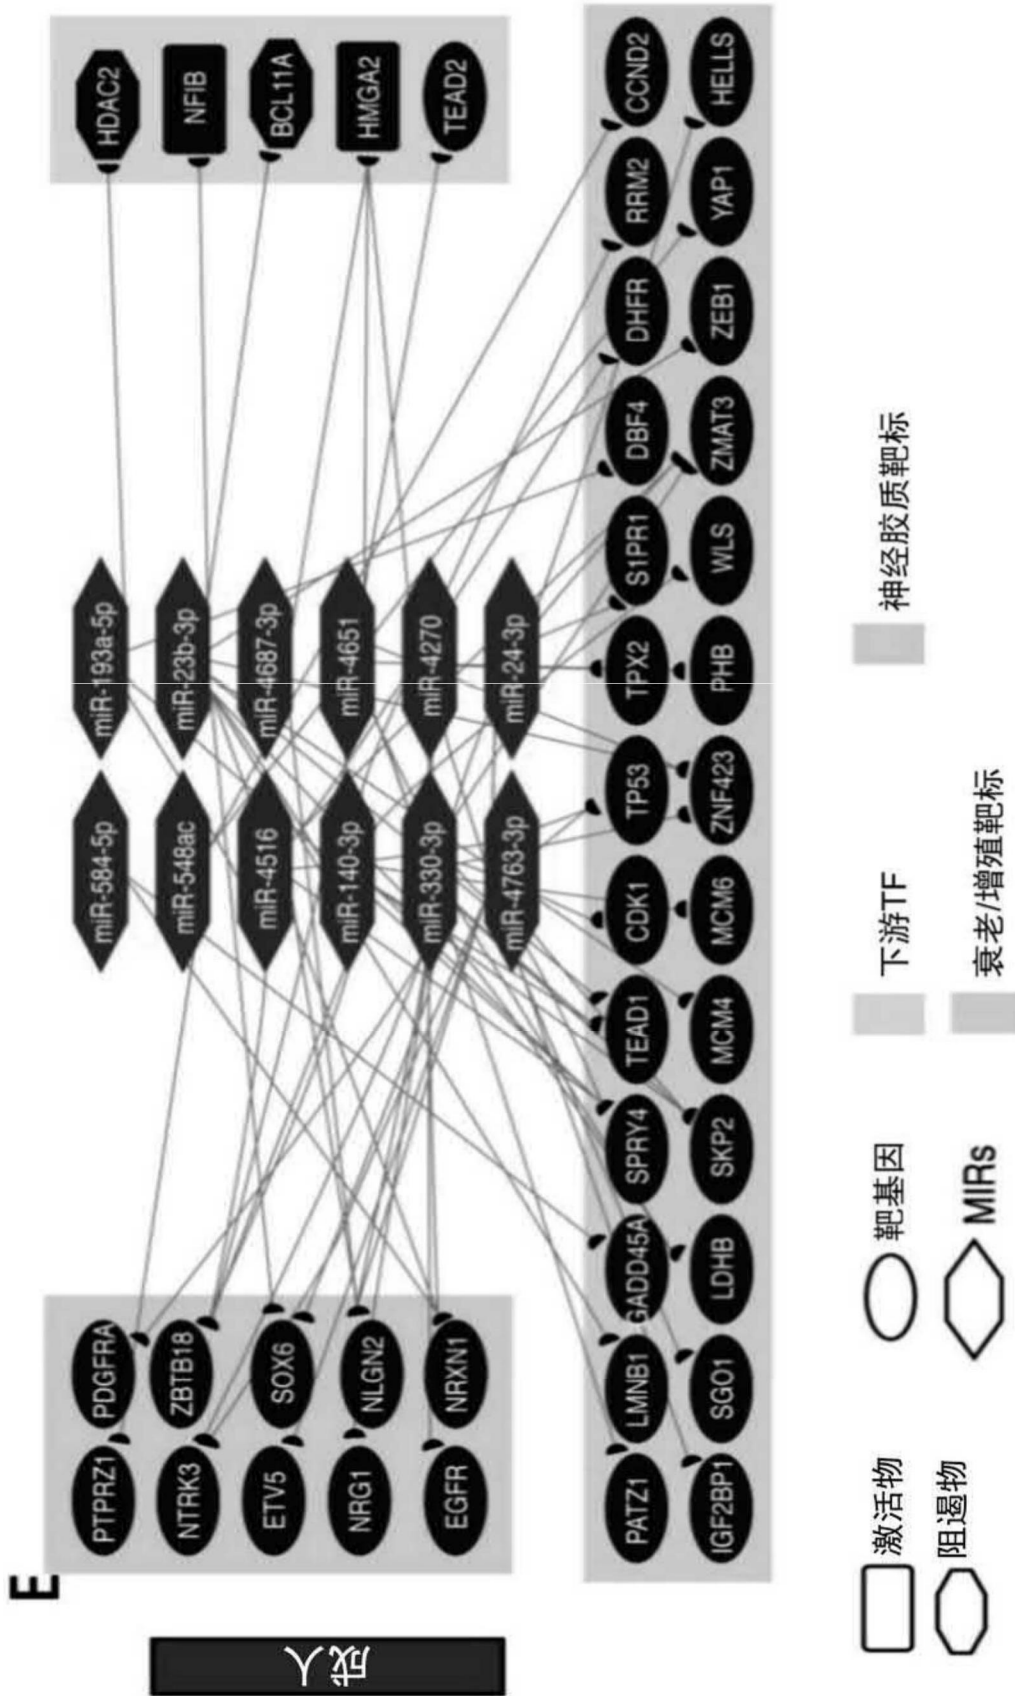 E
成人
PTPRZ1
PDGFRA
NTRK3
ZBTB18
ETV5
SOX6
NRG1
NLGN2
EGFR
NRXN1
miR-584-5p
miR-193a-5p
miR-548ac
miR-23b-3p
miR-4516
miR-4687-3p
miR-140-3p
miR-4651
miR-330-3p
miR-4270
miR-4763-3p
miR-24-3p
HDAC2
NFIB
BCL11A
HMGA2
TEAD2
PATZ1 LMNB1 GADD45A SPRY4 TEAD1 CDK1 TP53 TPX2 S1PR1 DBF4 DHFR RRM2 CCND2
IGF2BP1 SGO1 LDHB SKP2 MCM4 MCM6 ZNF423 PHB WLS ZMAT3 ZEB1 YAP1 HELLS
激活物 靶基因 下游TF 神经胶质靶标
阻遏物 MIRs 衰老/增殖靶标